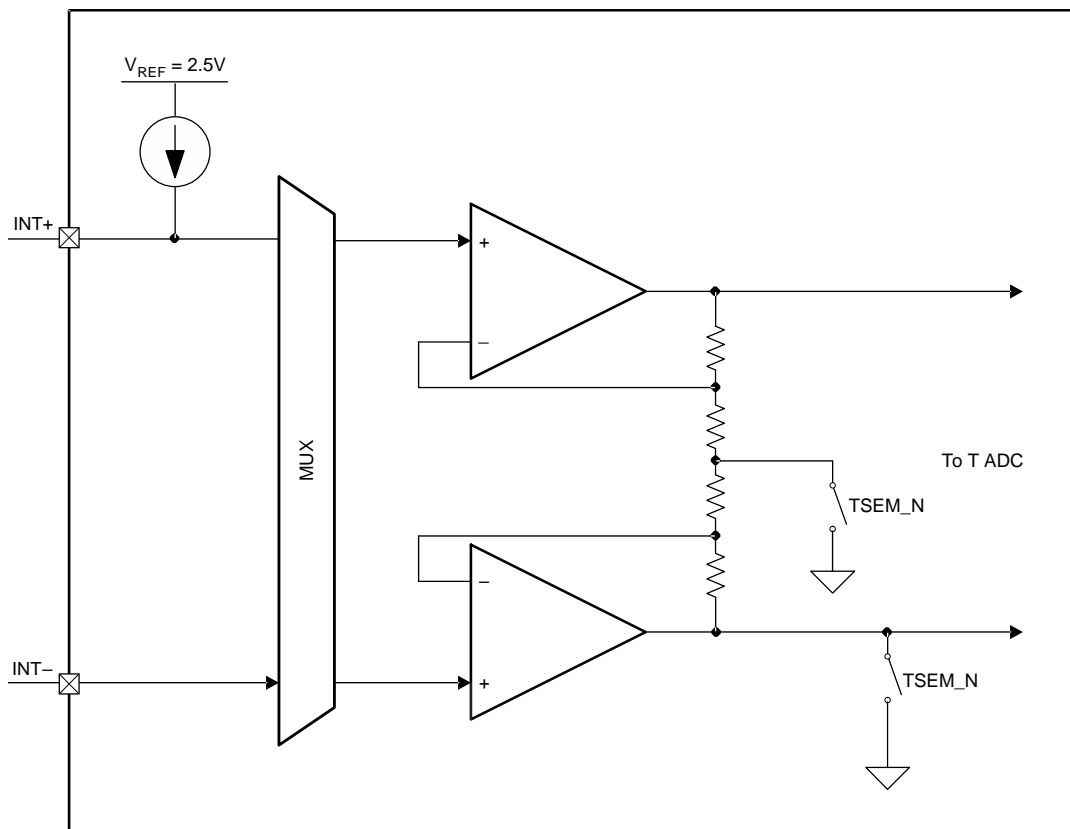 V_REF = 2.5V
INT+
+
−
MUX
To T ADC
TSEM_N
−
INT−
+
TSEM_N